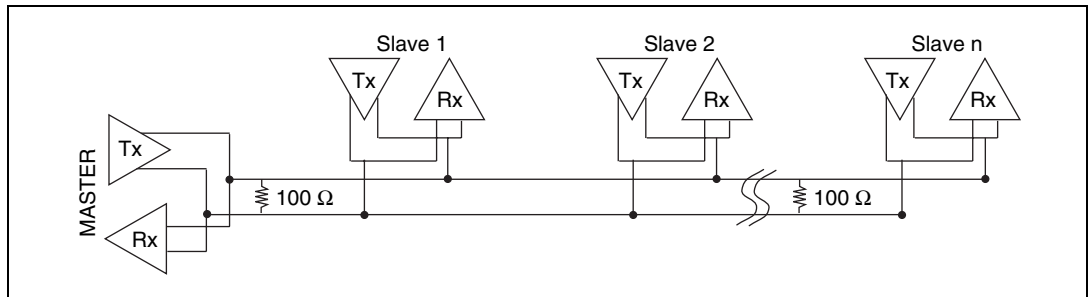 Slave 1
Slave 2
Slave n
Tx
Rx
Tx
Rx
Tx
Rx
MASTER
Tx
Rx
100 Ω
100 Ω